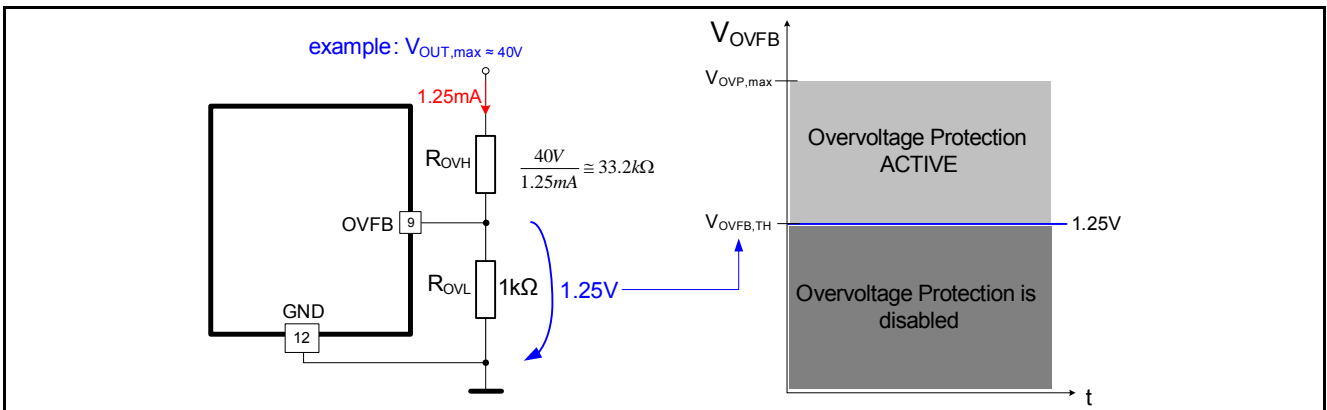 example: VOUT,max ≈ 40V
1.25mA
ROVH
40V
1.25mA
≅ 33.2kΩ
OVFB
9
ROVL
1kΩ
1.25V
GND
12
VOVFB
VOVP,max
Overvoltage Protection
ACTIVE
VOVFB,TH
1.25V
Overvoltage Protection is
disabled
t